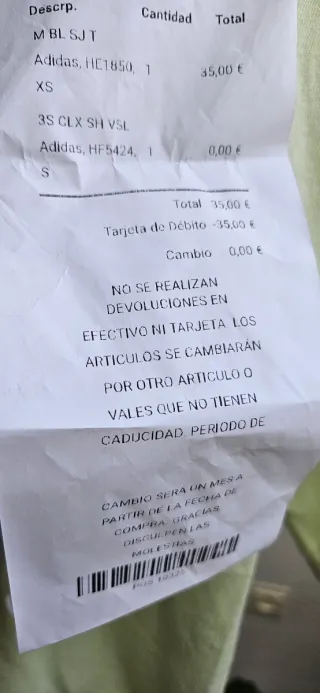 Descrp. Cantidad Total
M BL SJ T
Adidas, HE1850, 1 35,00 €
XS
3S CLX SH VSL
Adidas, HF5424, 1 0,00 €
S
Total 35,00 €
Tarjeta de Débito -35,00 €
Cambio 0,00 €
NO SE REALIZAN
DEVOLUCIONES EN
EFECTIVO NI TARJETA. LOS
ARTICULOS SE CAMBIARÁN
POR OTRO ARTICULO O
VALES QUE NO TIENEN
CADUCIDAD. PERIODO DE
CAMBIO SERA UN MES A
PARTIR DE LA FECHA DE
COMPRA. GRACIAS.
DISCULPEN LAS
MOLESTIAS